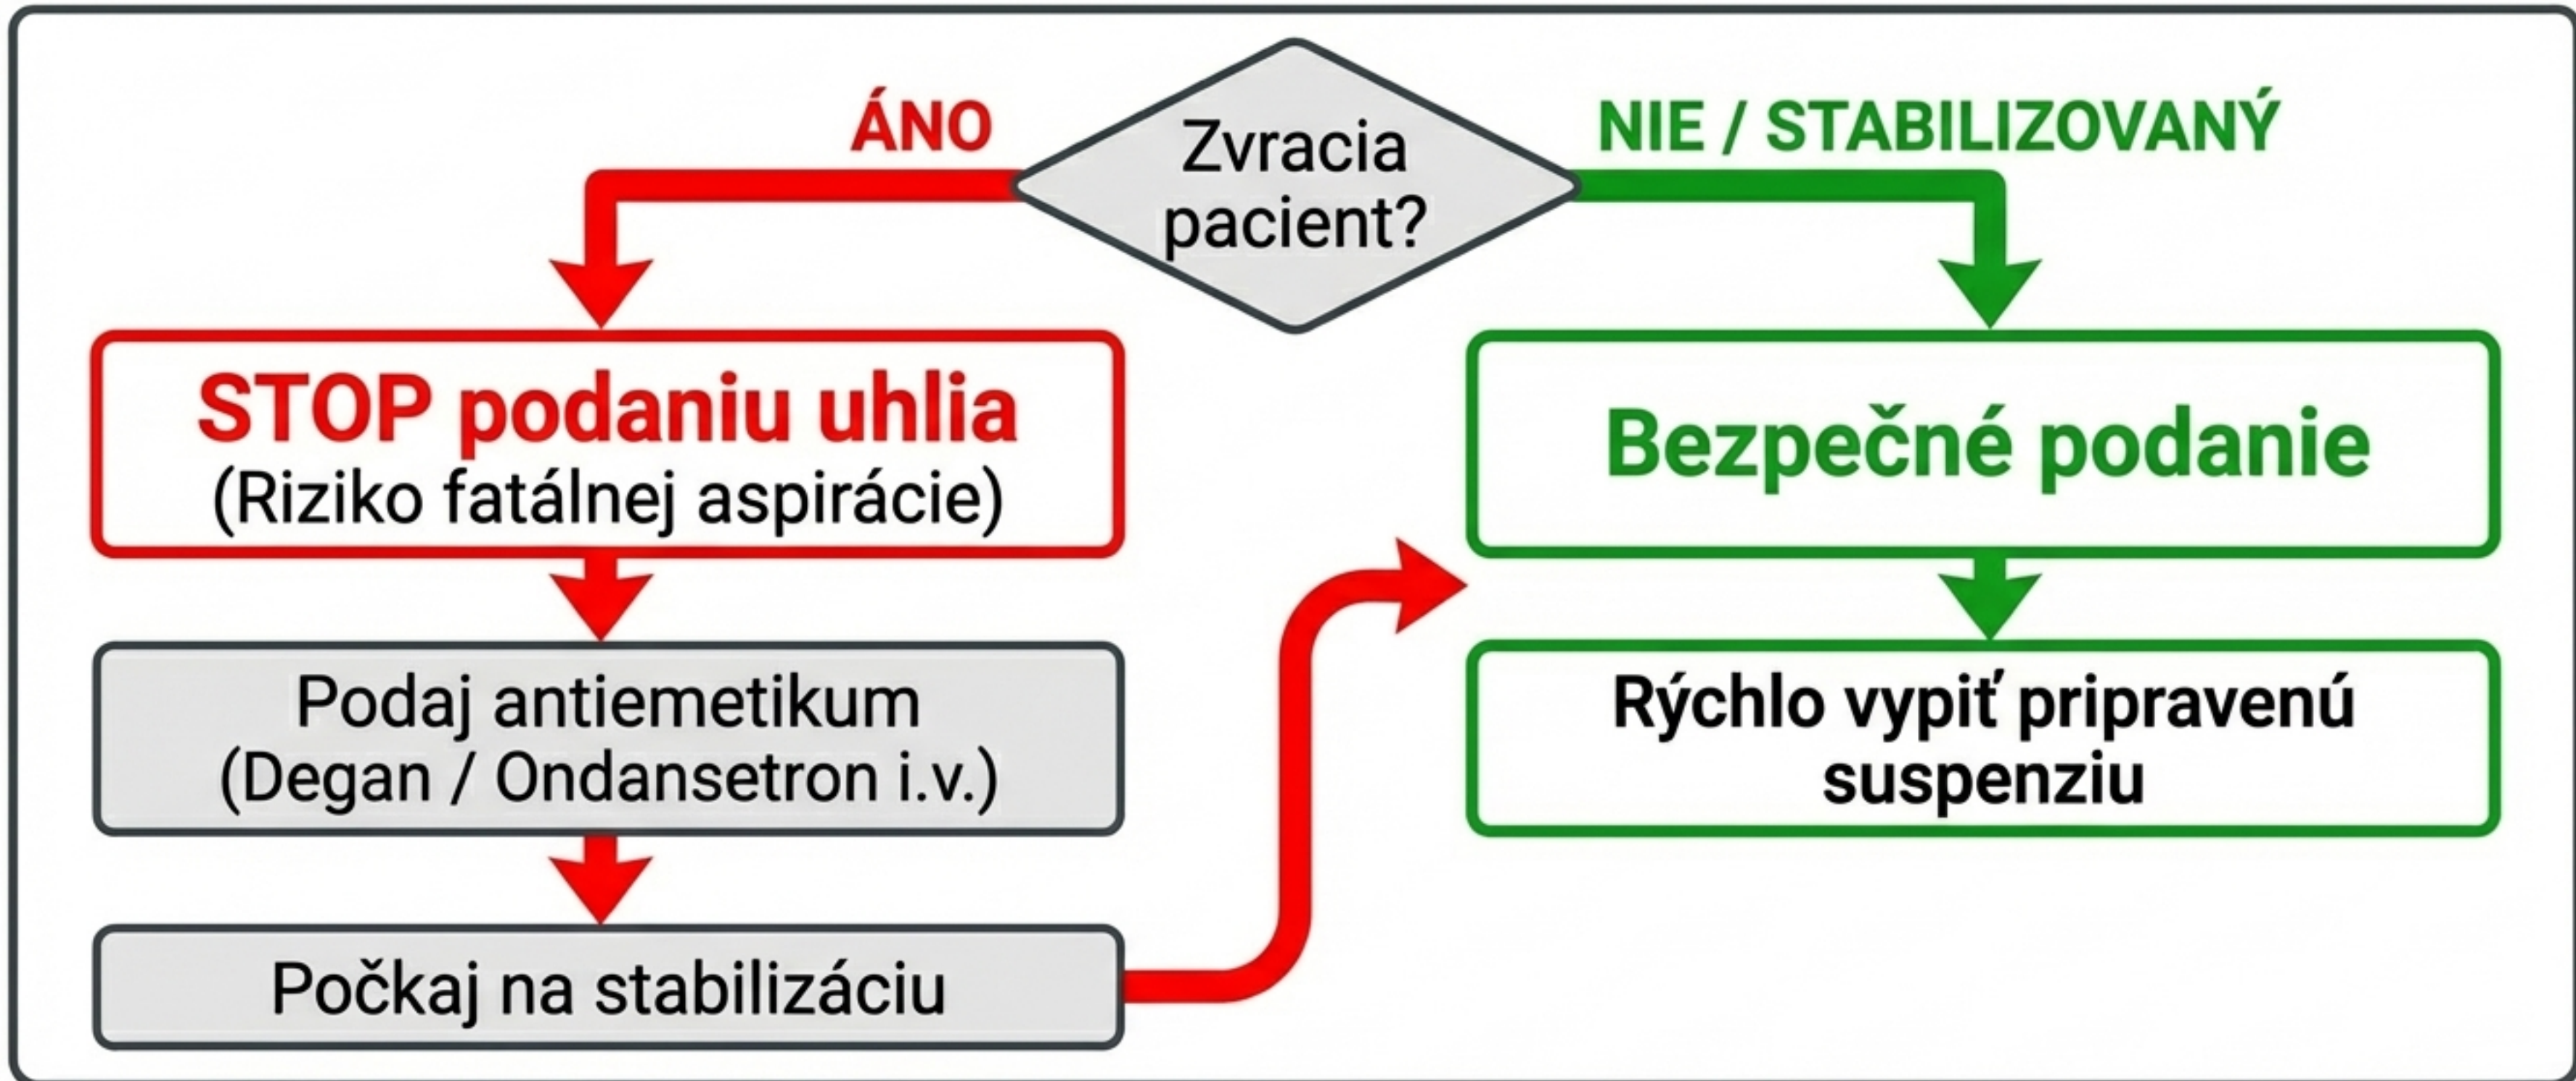 Zvracia
pacient?
ÁNO
NIE / STABILIZOVANÝ
STOP podaniu uhlia
(Riziko fatálnej aspirácie)
Podaj antiemetikum
(Degan / Ondansetron i.v.)
Počkaj na stabilizáciu
Bezpečné podanie
Rýchlo vypiť pripravenú
suspenziu